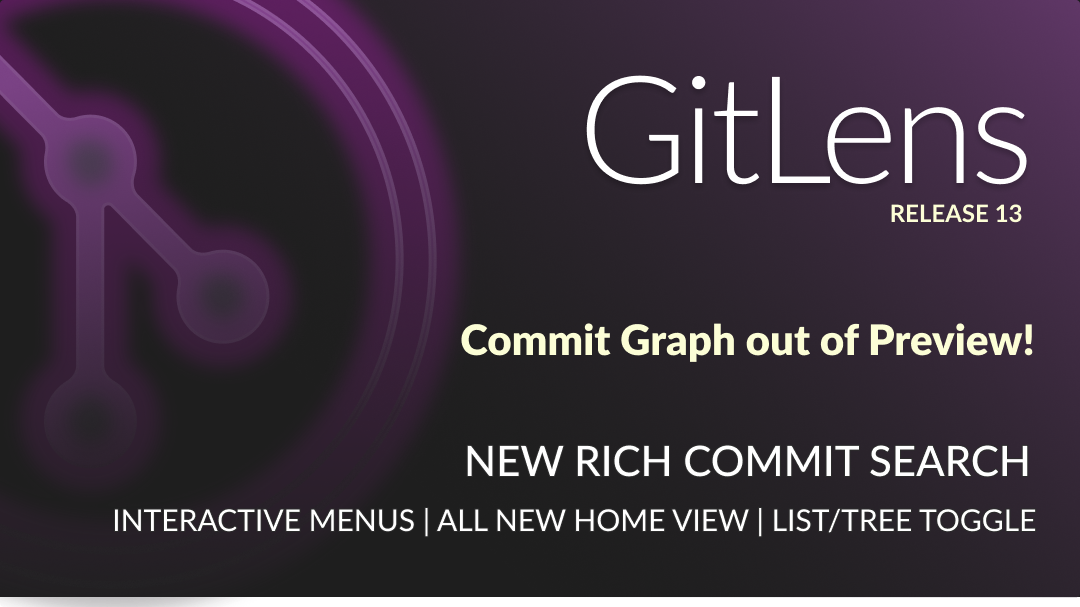 GitLens
RELEASE 13
Commit Graph out of Preview!
NEW RICH COMMIT SEARCH
INTERACTIVE MENUS | ALL NEW HOME VIEW | LIST/TREE TOGGLE